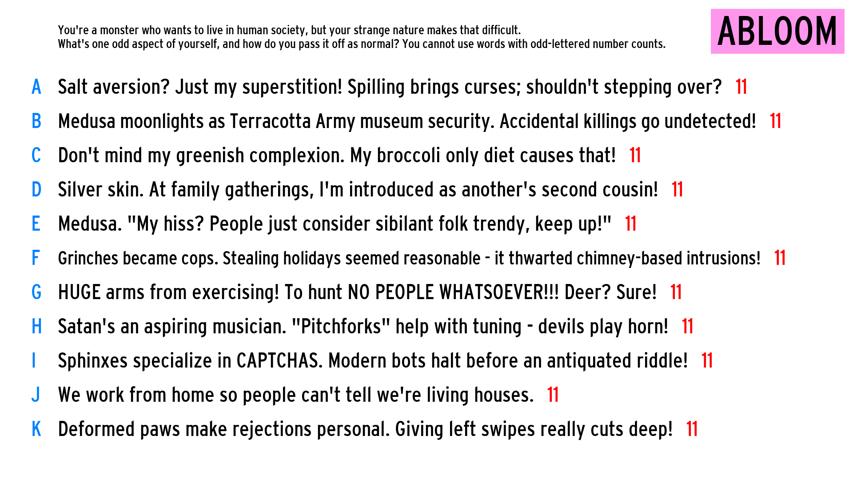 You're a monster who wants to live in human society, but your strange nature makes that difficult.
What's one odd aspect of yourself, and how do you pass it off as normal? You cannot use words with odd-lettered number counts.
ABLOOM
A Salt aversion? Just my superstition! Spilling brings curses; shouldn't stepping over? 11
B Medusa moonlights as Terracotta Army museum security. Accidental killings go undetected! 11
C Don't mind my greenish complexion. My broccoli only diet causes that! 11
D Silver skin. At family gatherings, I'm introduced as another's second cousin! 11
E Medusa. "My hiss? People just consider sibilant folk trendy, keep up!" 11
F Grinches became cops. Stealing holidays seemed reasonable - it thwarted chimney-based intrusions! 11
G HUGE arms from exercising! To hunt NO PEOPLE WHATSOEVER!!! Deer? Sure! 11
H Satan's an aspiring musician. "Pitchforks" help with tuning - devils play horn! 11
I Sphinxes specialize in CAPTCHAS. Modern bots halt before an antiquated riddle! 11
J We work from home so people can't tell we're living houses. 11
K Deformed paws make rejections personal. Giving left swipes really cuts deep! 11